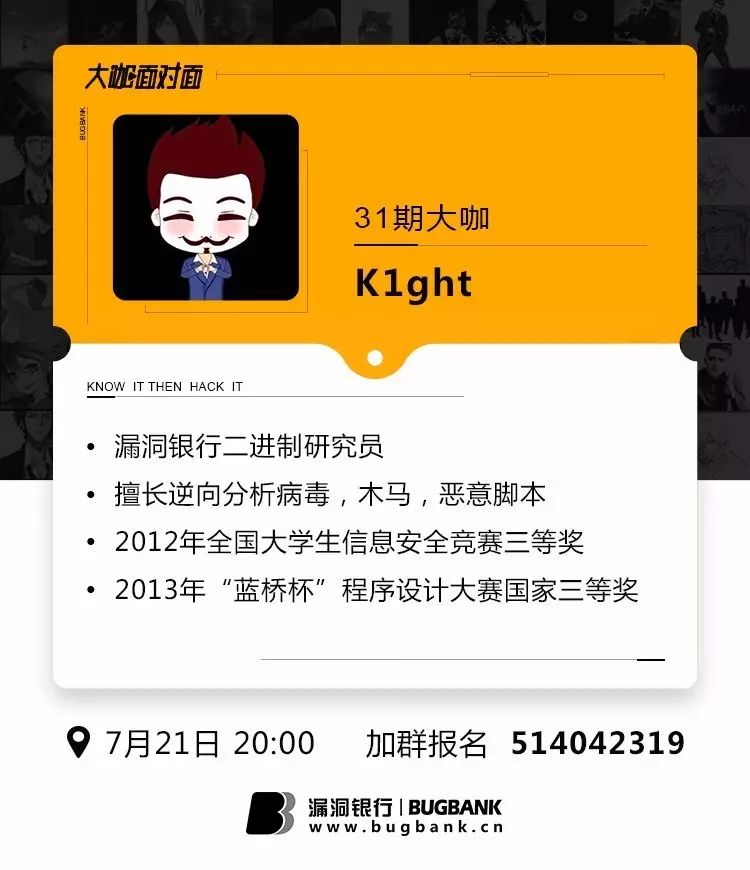 大咖面对面
BUGBANK
31期大咖
K1ght
KNOW IT THEN HACK IT
• 漏洞银行二进制研究员
• 擅长逆向分析病毒，木马，恶意脚本
• 2012年全国大学生信息安全竞赛三等奖
• 2013年“蓝桥杯”程序设计大赛国家三等奖
7月21日 20:00 加群报名 514042319
漏洞银行 | BUGBANK
www.bugbank.cn